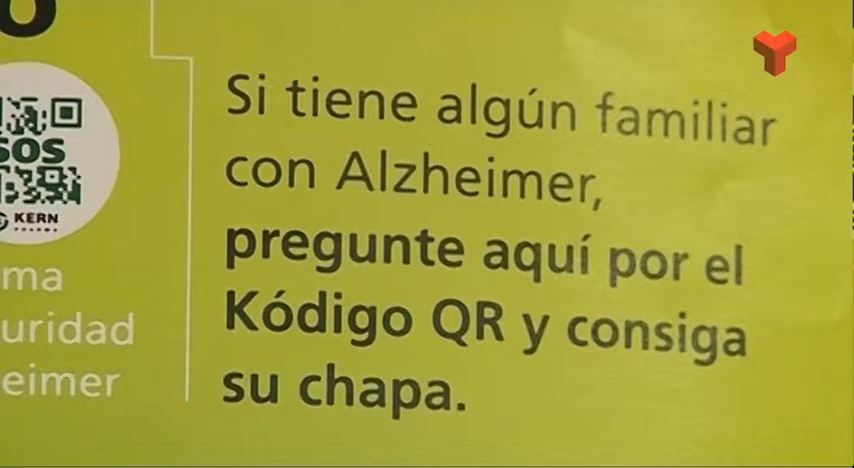 SOS
KERN
PHARMA
Si tiene algún familiar
con Alzheimer,
pregunte aquí por el
Kódigo QR y consiga
su chapa.
ma
uridad
eimer